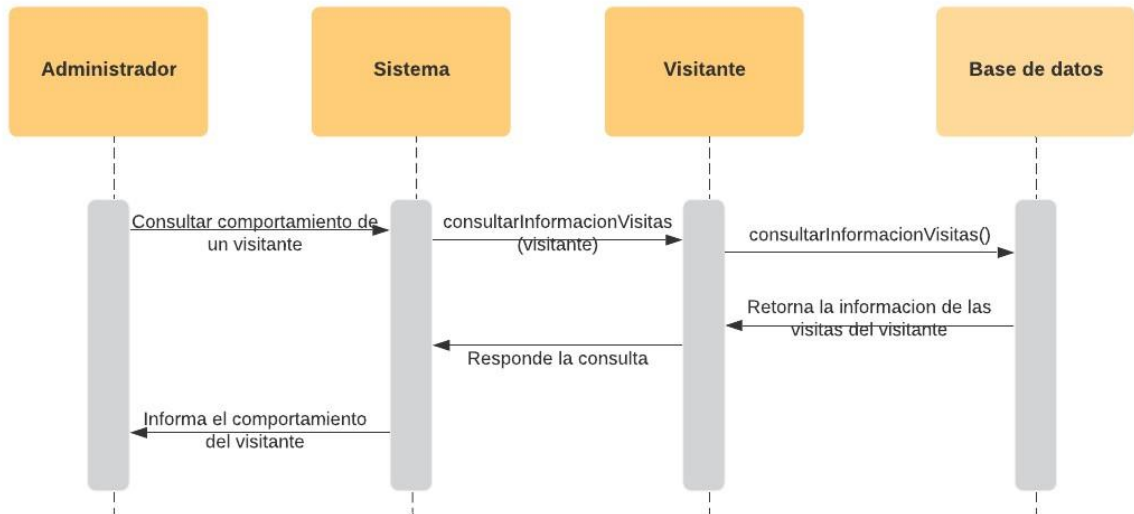 Administrador
Sistema
Visitante
Base de datos
Consultar comportamiento de
un visitante
consultarInformacionVisitas
(visitante)
consultarInformacionVisitas()
Retorna la informacion de las
visitas del visitante
Responde la consulta
Informa el comportamiento
del visitante